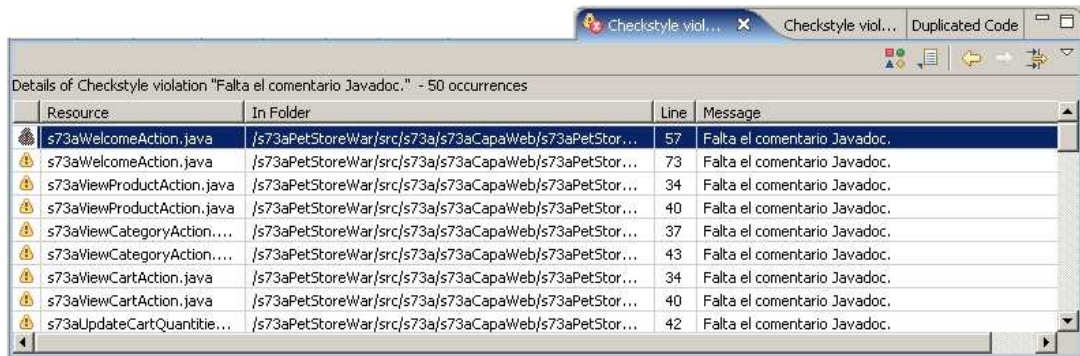 Checkstyle viol... Checkstyle viol... Duplicated Code
Details of Checkstyle violation "Falta el comentario Javadoc." - 50 occurrences
Resource In Folder Line Message
s73aWelcomeAction.java /s73aPetStoreWar/src/s73a/s73aCapaWeb/s73aPetStor... 57 Falta el comentario Javadoc.
s73aWelcomeAction.java /s73aPetStoreWar/src/s73a/s73aCapaWeb/s73aPetStor... 73 Falta el comentario Javadoc.
s73aViewProductAction.java /s73aPetStoreWar/src/s73a/s73aCapaWeb/s73aPetStor... 34 Falta el comentario Javadoc.
s73aViewProductAction.java /s73aPetStoreWar/src/s73a/s73aCapaWeb/s73aPetStor... 40 Falta el comentario Javadoc.
s73aViewCategoryAction.... /s73aPetStoreWar/src/s73a/s73aCapaWeb/s73aPetStor... 37 Falta el comentario Javadoc.
s73aViewCategoryAction.... /s73aPetStoreWar/src/s73a/s73aCapaWeb/s73aPetStor... 43 Falta el comentario Javadoc.
s73aViewCartAction.java /s73aPetStoreWar/src/s73a/s73aCapaWeb/s73aPetStor... 34 Falta el comentario Javadoc.
s73aViewCartAction.java /s73aPetStoreWar/src/s73a/s73aCapaWeb/s73aPetStor... 40 Falta el comentario Javadoc.
s73aUpdateCartQuantitie... /s73aPetStoreWar/src/s73a/s73aCapaWeb/s73aPetStor... 42 Falta el comentario Javadoc.